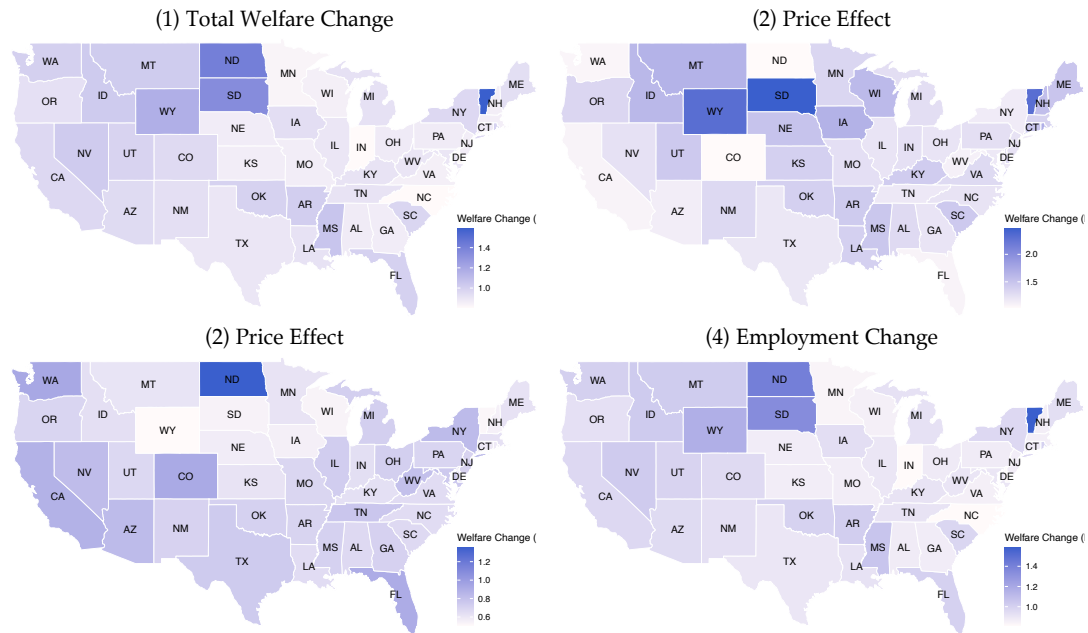 (1) Total Welfare Change
WA
MT
ND
MN
ME
OR
ID
SD
WI
MI
NY
NH
WY
NE
IA
PA
CT
NV
UT
CO
KS
MO
IL
IN
OH
NJ
WV
DE
VA
CA
KY
AZ
NM
OK
AR
TN
NC
SC
MS
AL
GA
TX
LA
FL
Welfare Change (
1.4
1.2
1.0
(2) Price Effect
WA
MT
ND
MN
ME
OR
ID
SD
WI
MI
NY
NH
WY
NE
IA
PA
CT
NV
UT
CO
KS
MO
IL
IN
OH
NJ
WV
DE
VA
CA
KY
AZ
NM
OK
AR
TN
NC
SC
MS
AL
GA
TX
LA
FL
Welfare Change (
2.0
1.5
(2) Price Effect
WA
MT
ND
MN
ME
OR
ID
SD
WI
MI
NY
NH
WY
NE
IA
PA
CT
NV
UT
CO
KS
MO
IL
IN
OH
NJ
WV
DE
VA
CA
KY
AZ
NM
OK
AR
TN
NC
SC
MS
AL
GA
TX
LA
FL
Welfare Change (
1.2
1.0
0.8
0.6
(4) Employment Change
WA
MT
ND
MN
ME
OR
ID
SD
WI
MI
NY
NH
WY
NE
IA
PA
CT
NV
UT
CO
KS
MO
IL
IN
OH
NJ
WV
DE
VA
CA
KY
AZ
NM
OK
AR
TN
NC
SC
MS
AL
GA
TX
LA
FL
Welfare Change (
1.4
1.2
1.0